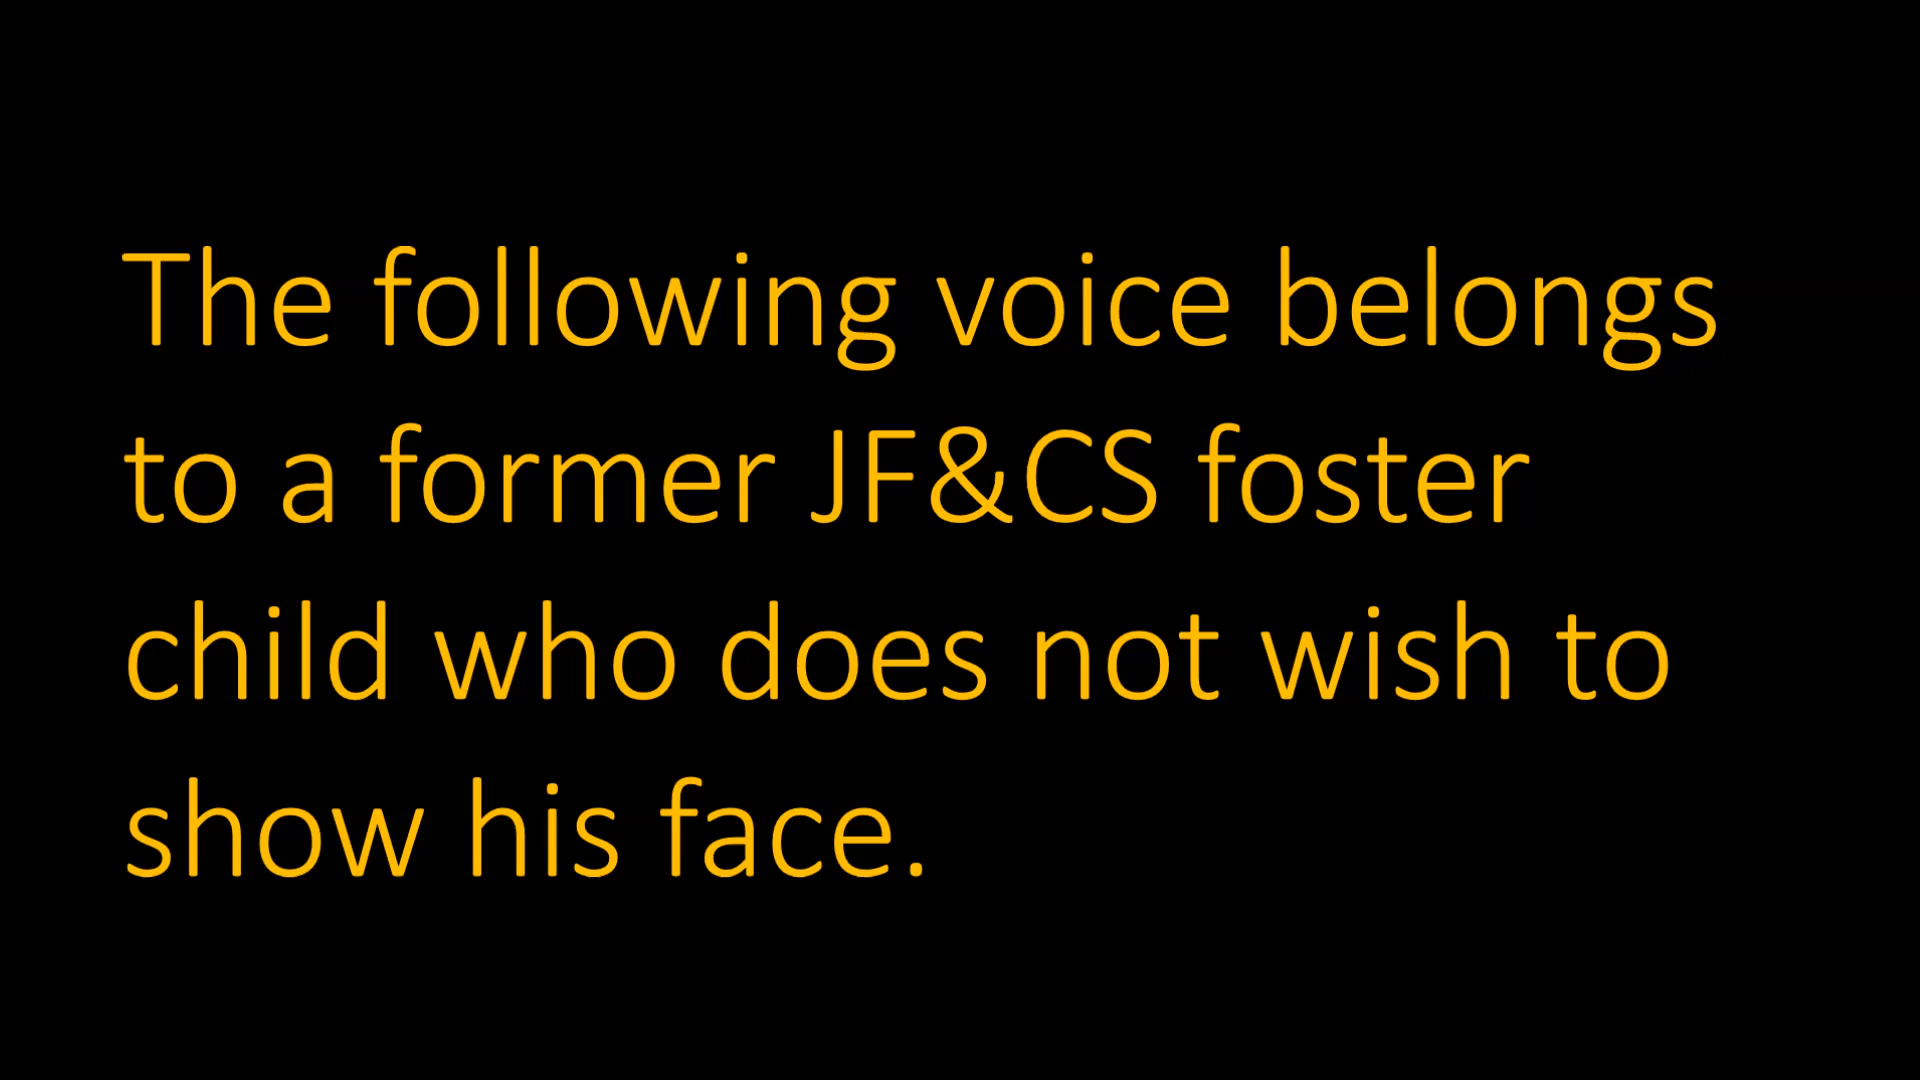 The following voice belongs
to a former JF&CS foster
child who does not wish to
show his face.